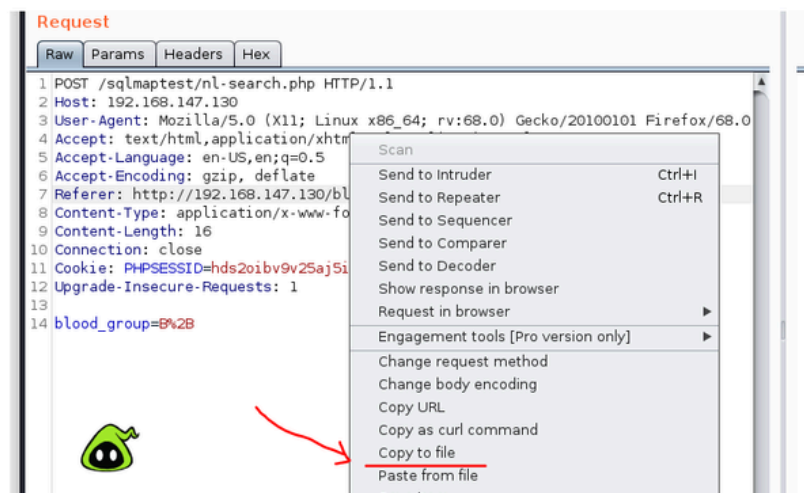 Request
Raw Params Headers Hex
1 POST /sqlmaptest/nl-search.php HTTP/1.1
2 Host: 192.168.147.130
3 User-Agent: Mozilla/5.0 (X11; Linux x86_64; rv:68.0) Gecko/20100101 Firefox/68.0
4 Accept: text/html,application/xhtm
5 Accept-Language: en-US,en;q=0.5
6 Accept-Encoding: gzip, deflate
7 Referer: http://192.168.147.130/bl
8 Content-Type: application/x-www-fo
9 Content-Length: 16
10 Connection: close
11 Cookie: PHPSESSID=hds2oibv9v25aj5i
12 Upgrade-Insecure-Requests: 1
13
14 blood_group=B%2B
Scan
Send to Intruder Ctrl+I
Send to Repeater Ctrl+R
Send to Sequencer
Send to Comparer
Send to Decoder
Show response in browser
Request in browser
Engagement tools [Pro version only]
Change request method
Change body encoding
Copy URL
Copy as curl command
Copy to file
Paste from file